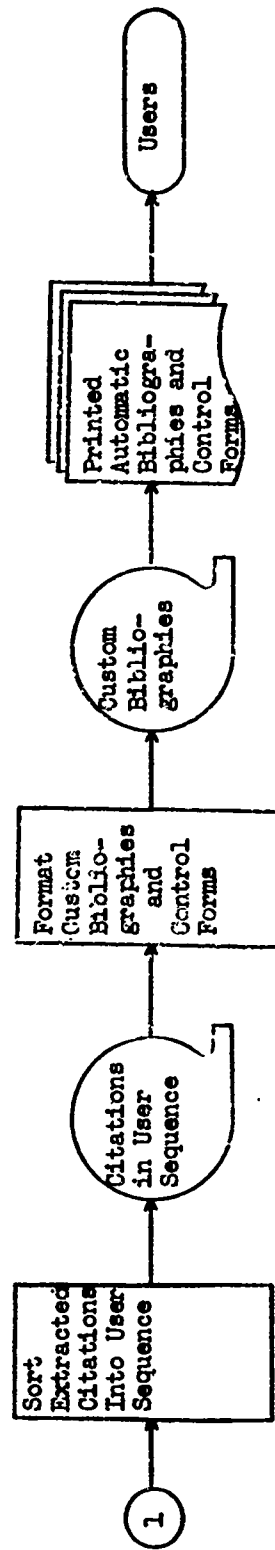 1
Sort
Extracted
Citations
Into User
Sequence
Citations
in User
Sequence
Format
Custom
Biblio-
graphies
and
Control
Forms
Custom
Biblio-
graphies
Printed
Automatic
Bibliogra-
phies and
Control
Forms
Users